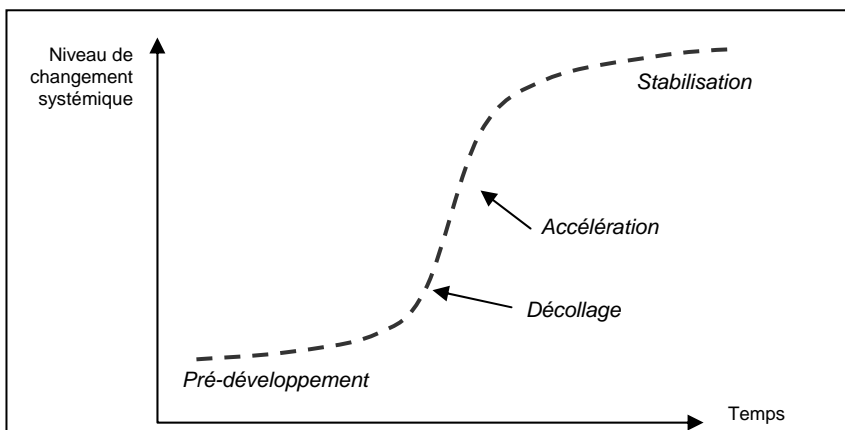 Niveau de
changement
systémique
Stabilisation
Accélération
Décollage
Pré-développement
Temps